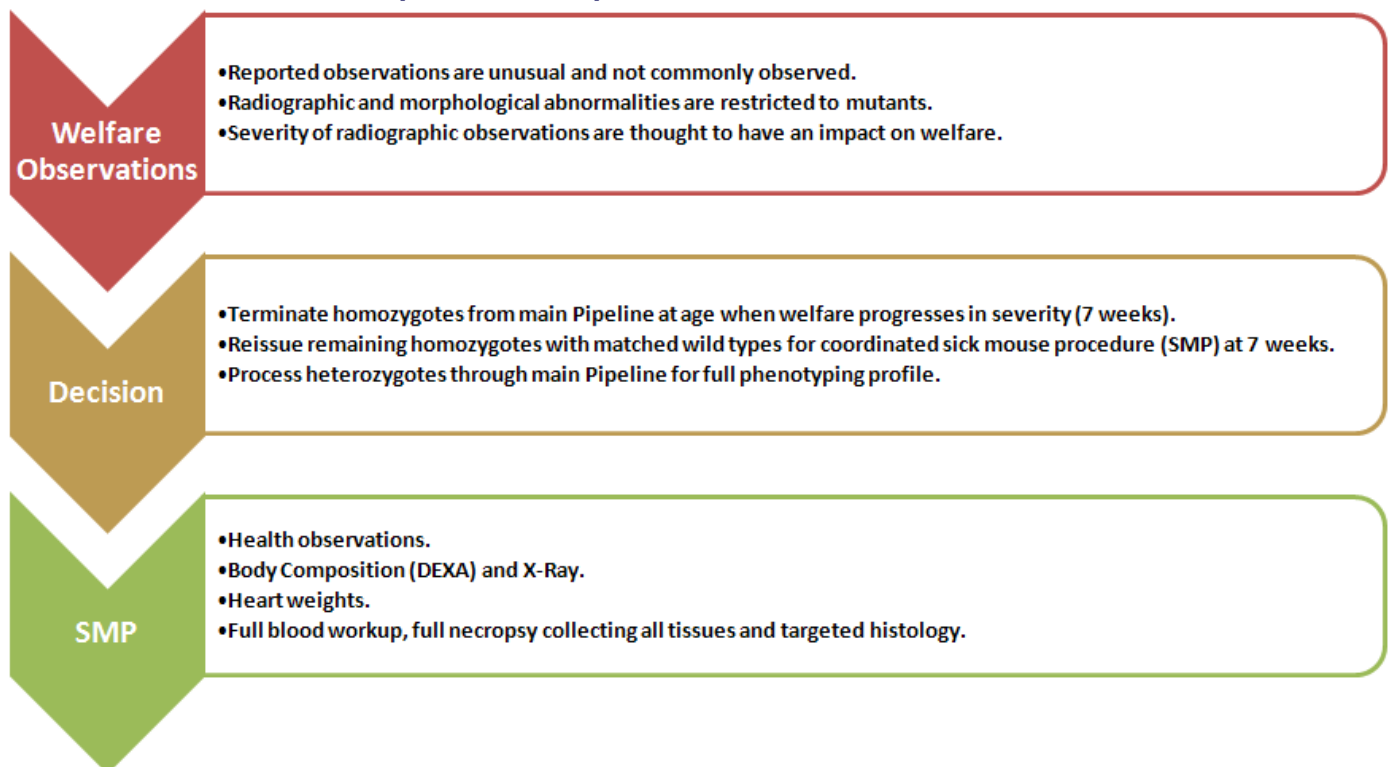 Welfare
Observations
•Reported observations are unusual and not commonly observed.
•Radiographic and morphological abnormalities are restricted to mutants.
•Severity of radiographic observations are thought to have an impact on welfare.
Decision
•Terminate homozygotes from main Pipeline at age when welfare progresses in severity (7 weeks).
•Reissue remaining homozygotes with matched wild types for coordinated sick mouse procedure (SMP) at 7 weeks.
•Process heterozygotes through main Pipeline for full phenotyping profile.
SMP
•Health observations.
•Body Composition (DEXA) and X-Ray.
•Heart weights.
•Full blood workup, full necropsy collecting all tissues and targeted histology.